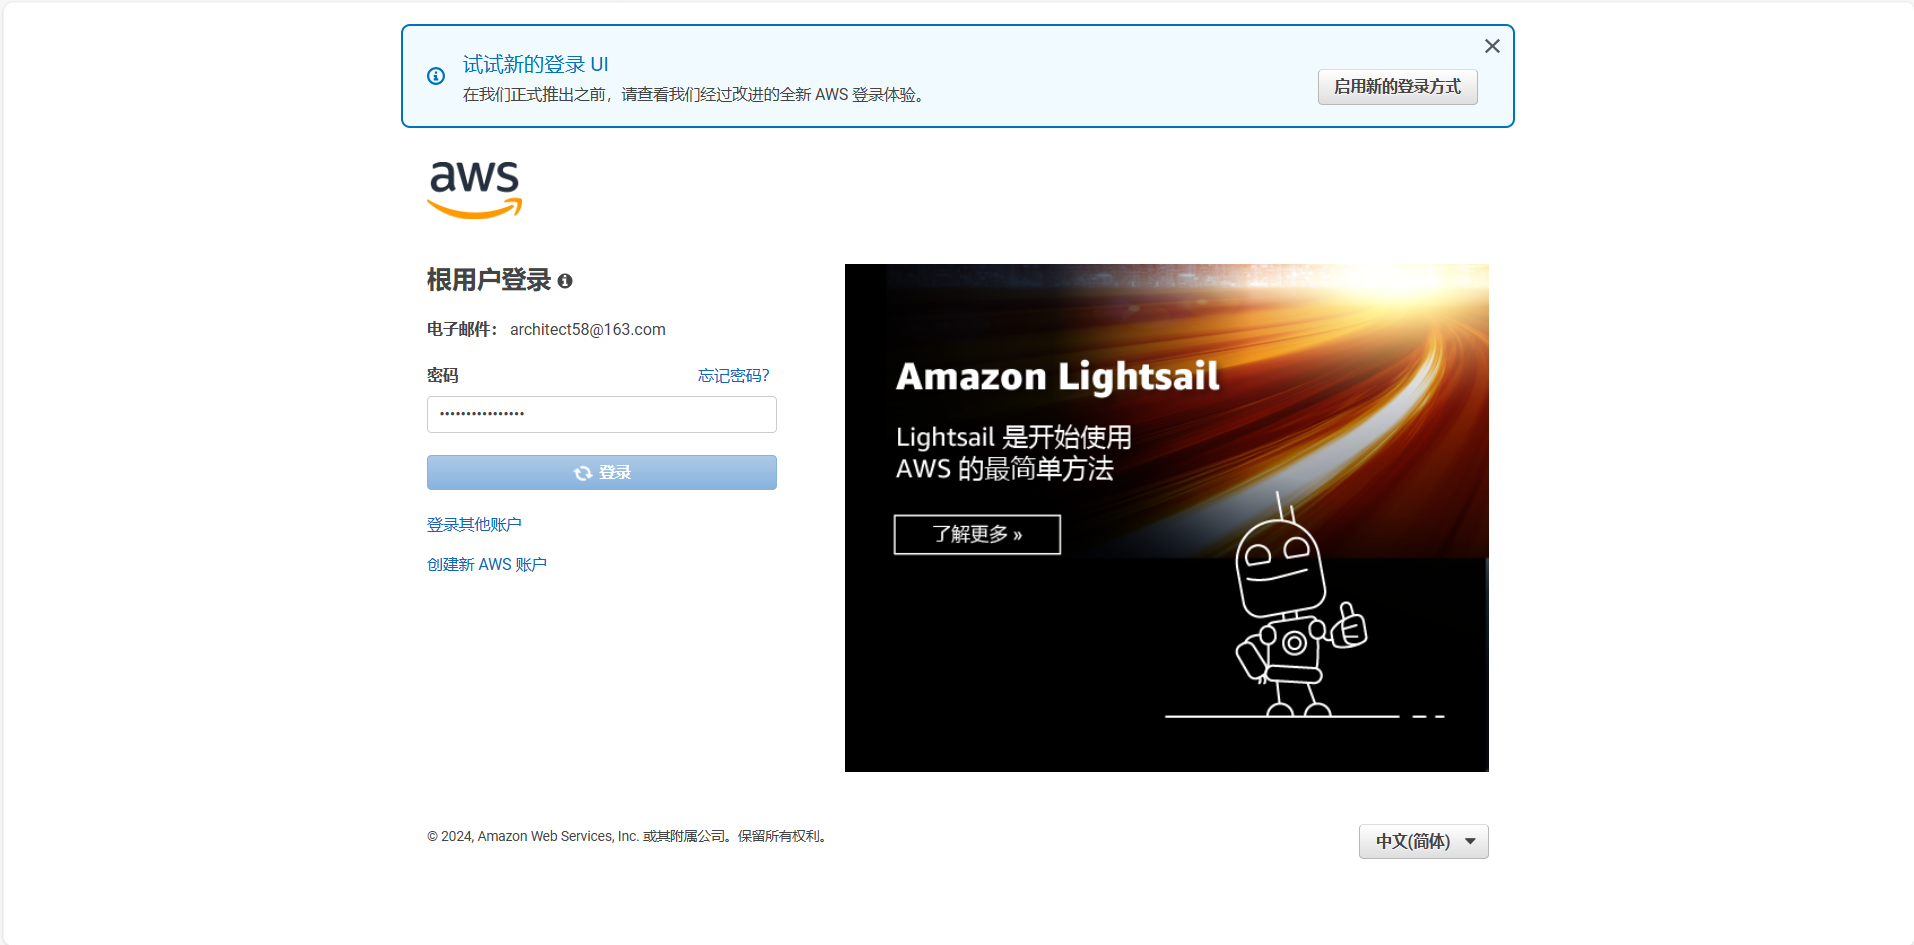 试试新的登录 UI
在我们正式推出之前，请查看我们经过改进的全新 AWS 登录体验。
启用新的登录方式
aws
根用户登录
电子邮件： architect58@163.com
密码
忘记密码?
•••••••••••••••
登录
登录其他账户
创建新 AWS 账户
Amazon Lightsail
Lightsail 是开始使用
AWS 的最简单方法
了解更多 »
© 2024, Amazon Web Services, Inc. 或其附属公司。保留所有权利。
中文(简体)